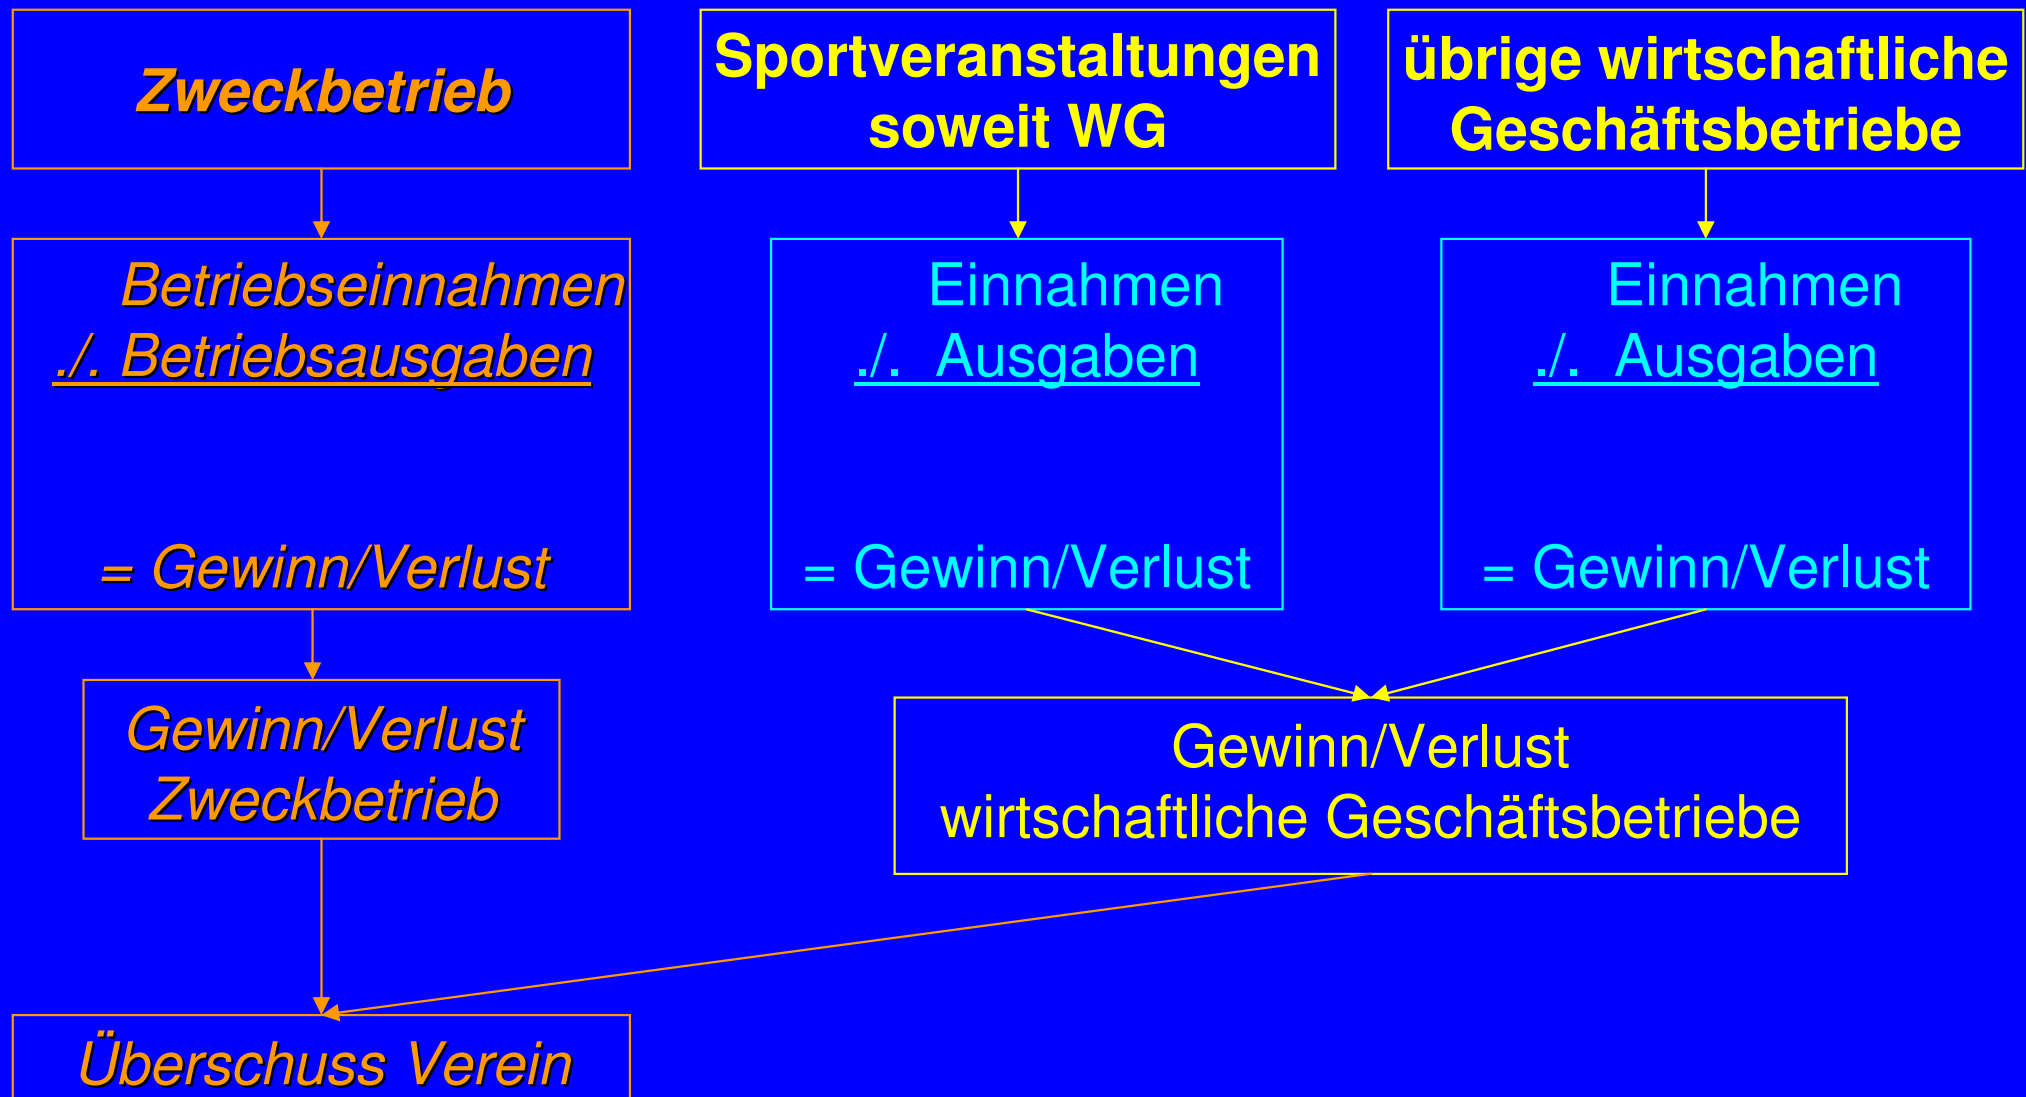 Zweckbetrieb
Sportveranstaltungen
soweit WG
übrige wirtschaftliche
Geschäftsbetriebe
Betriebseinnahmen
./. Betriebsausgaben
= Gewinn/Verlust
Einnahmen
./. Ausgaben
= Gewinn/Verlust
Einnahmen
./. Ausgaben
= Gewinn/Verlust
Gewinn/Verlust
Zweckbetrieb
Gewinn/Verlust
wirtschaftliche Geschäftsbetriebe
Überschuss Verein